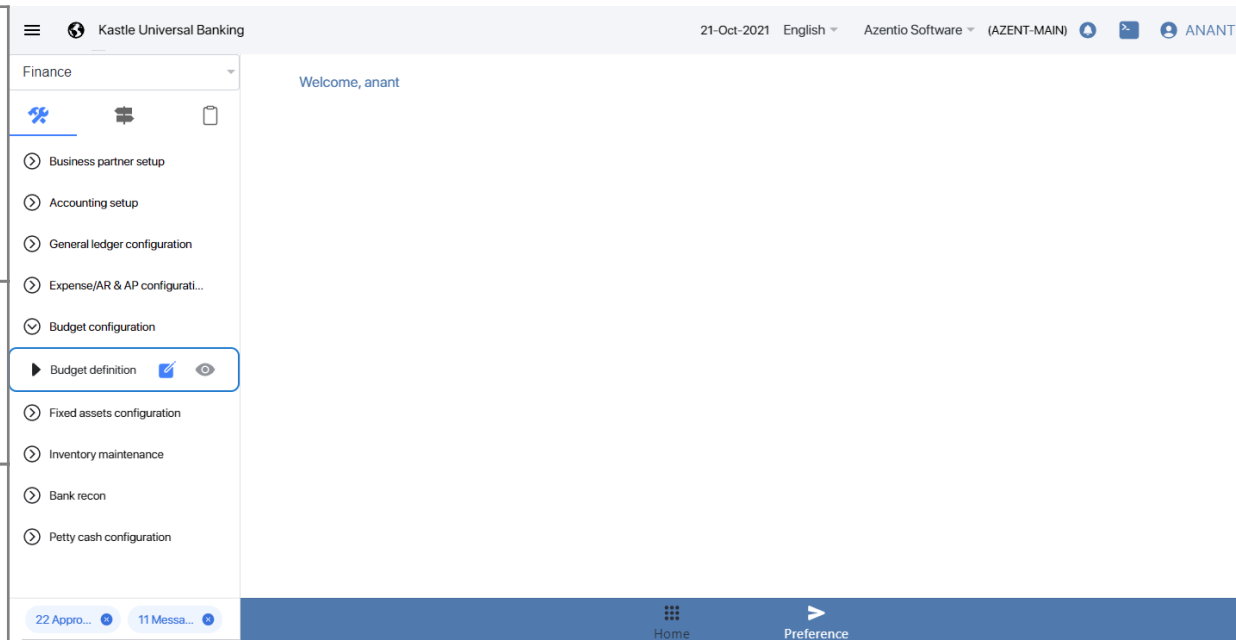 Kastle Universal Banking 21-Oct-2021 English Azentio Software (AZENT-MAIN) ANANT
Finance
Welcome, anant
Business partner setup
Accounting setup
General ledger configuration
Expense/AR & AP configurati...
Budget configuration
Budget definition
Fixed assets configuration
Inventory maintenance
Bank recon
Petty cash configuration
22 Appro... 11 Messa...
Home Preference